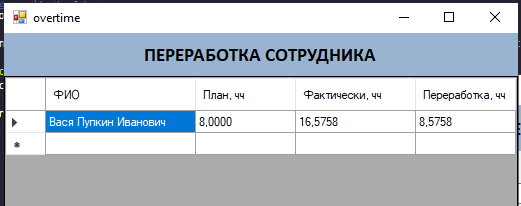 overtime
ПЕРЕРАБОТКА СОТРУДНИКА
ФИО План, чч Фактически, чч Переработка, чч
Вася Пупкин Иванович 8,0000 16,5758 8,5758